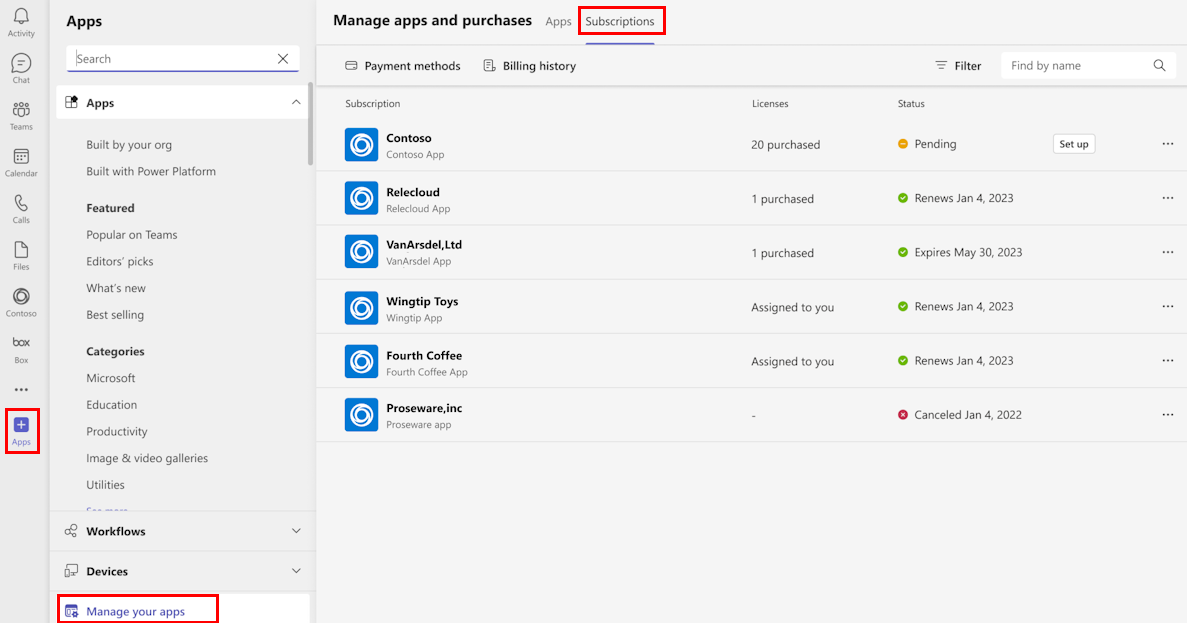 Activity
Chat
Teams
Calendar
Calls
Files
Contoso
box
Box
Apps
Apps
Search
Apps
Built by your org
Built with Power Platform
Featured
Popular on Teams
Editors' picks
What's new
Best selling
Categories
Microsoft
Education
Productivity
Image & video galleries
Utilities
See more
Workflows
Devices
Manage your apps
Manage apps and purchases Apps Subscriptions
Payment methods Billing history Filter Find by name
Subscription Licenses Status
Contoso
Contoso App
20 purchased Pending Set up
Relecloud
Relecloud App
1 purchased Renews Jan 4, 2023
VanArsdel,Ltd
VanArsdel App
1 purchased Expires May 30, 2023
Wingtip Toys
Wingtip App
Assigned to you Renews Jan 4, 2023
Fourth Coffee
Fourth Coffee App
Assigned to you Renews Jan 4, 2023
Proseware,inc
Proseware app
- Canceled Jan 4, 2022